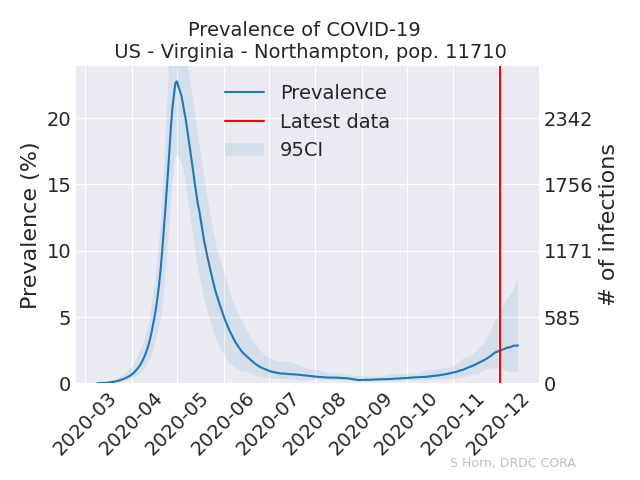 Prevalence of COVID-19
US - Virginia - Northampton, pop. 11710
Prevalence
Latest data
95CI
Prevalence (%)
20
15
10
5
0
2342
1756
1171
585
0
# of infections
2020-03
2020-04
2020-05
2020-06
2020-07
2020-08
2020-09
2020-10
2020-11
2020-12
S Horn, DRDC CORA